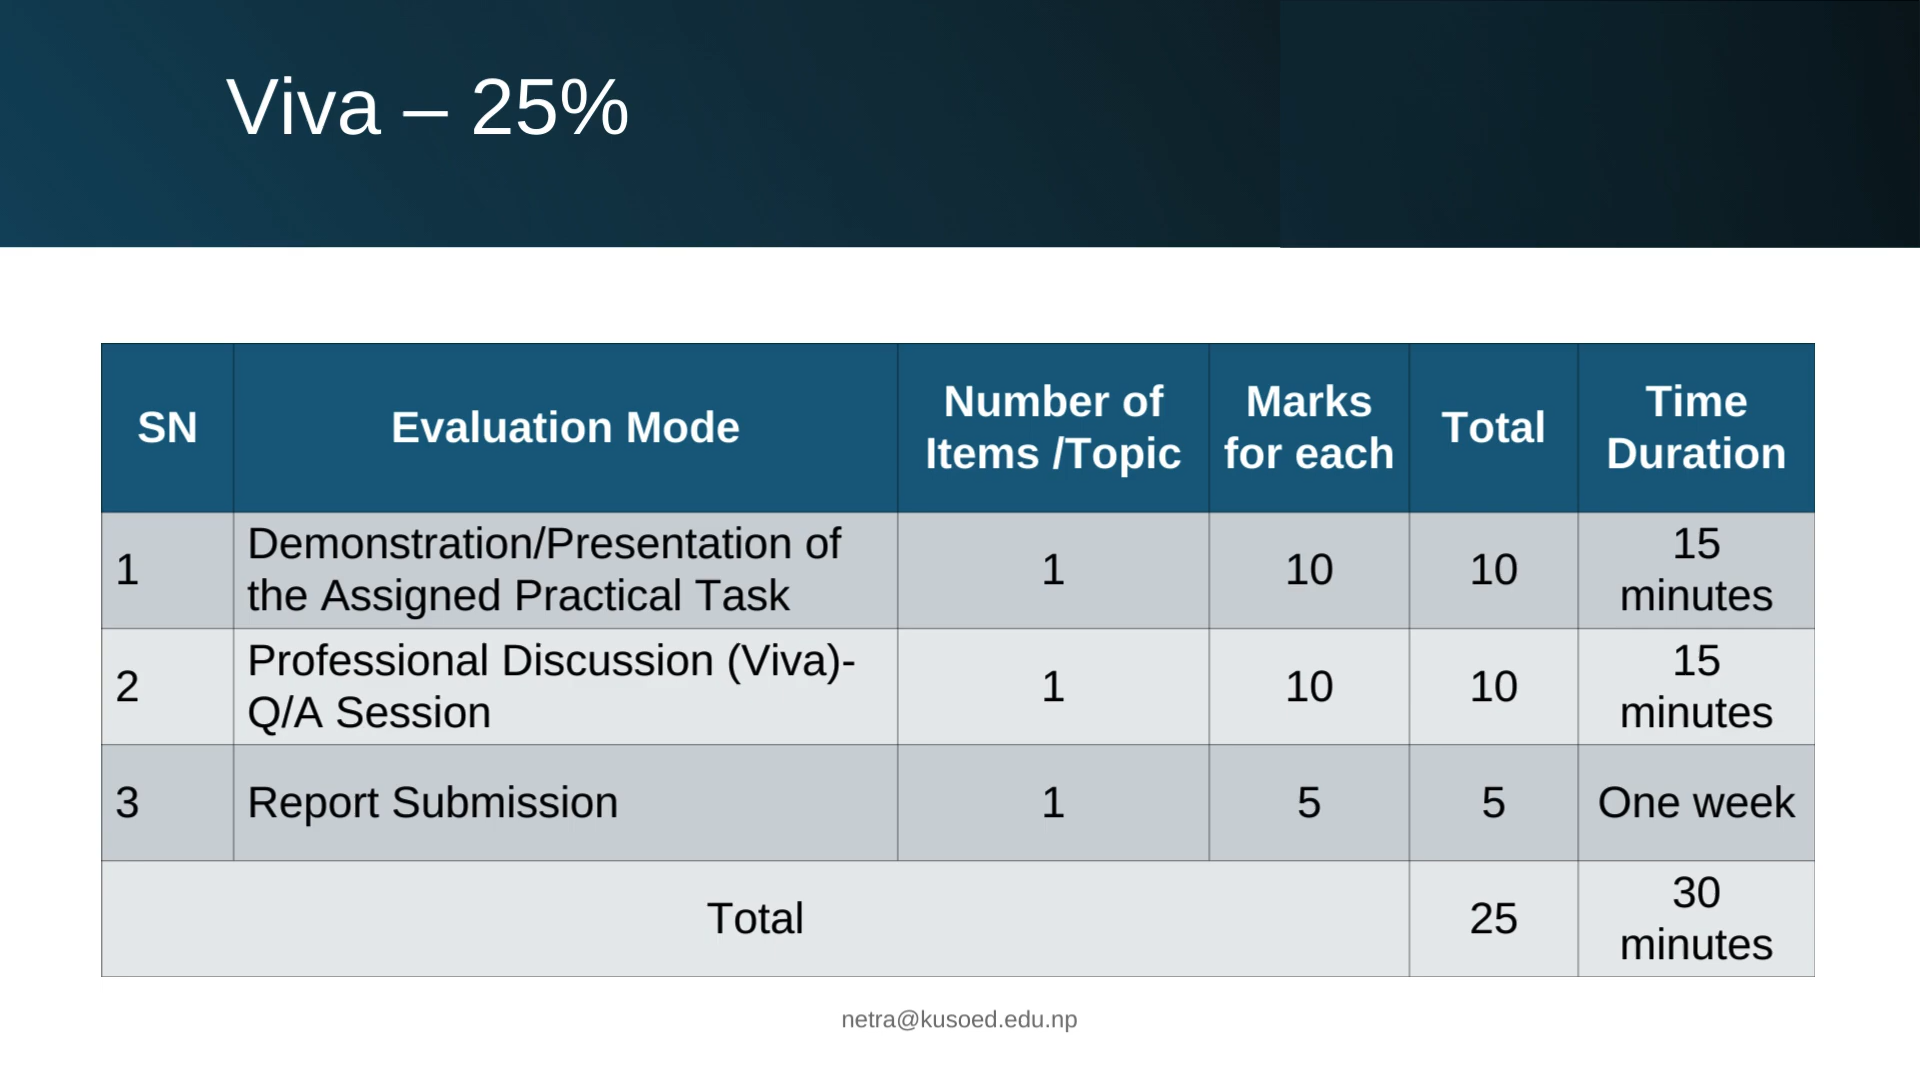 Viva – 25%
SN
Evaluation Mode
Number of
Items /Topic
Marks
for each
Total
Time
Duration
1
Demonstration/Presentation of
the Assigned Practical Task
1
10
10
15
minutes
2
Professional Discussion (Viva)-
Q/A Session
1
10
10
15
minutes
3
Report Submission
1
5
5
One week
Total
25
30
minutes
netra@kusoed.edu.np